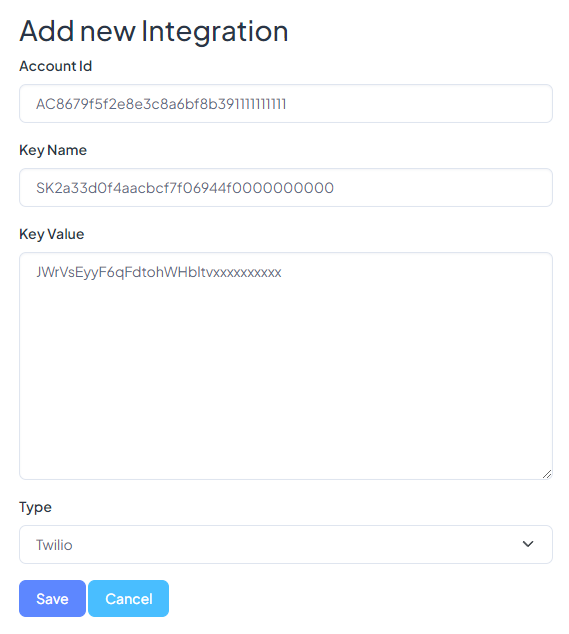 Add new Integration
Account Id
AC8679f5f2e8e3c8a6bf8b391111111111
Key Name
SK2a33d0f4aacbcf7f06944f0000000000
Key Value
JWrVsEyyF6qFdtohWHbltvxxxxxxxxxx
Type
Twilio
Save Cancel